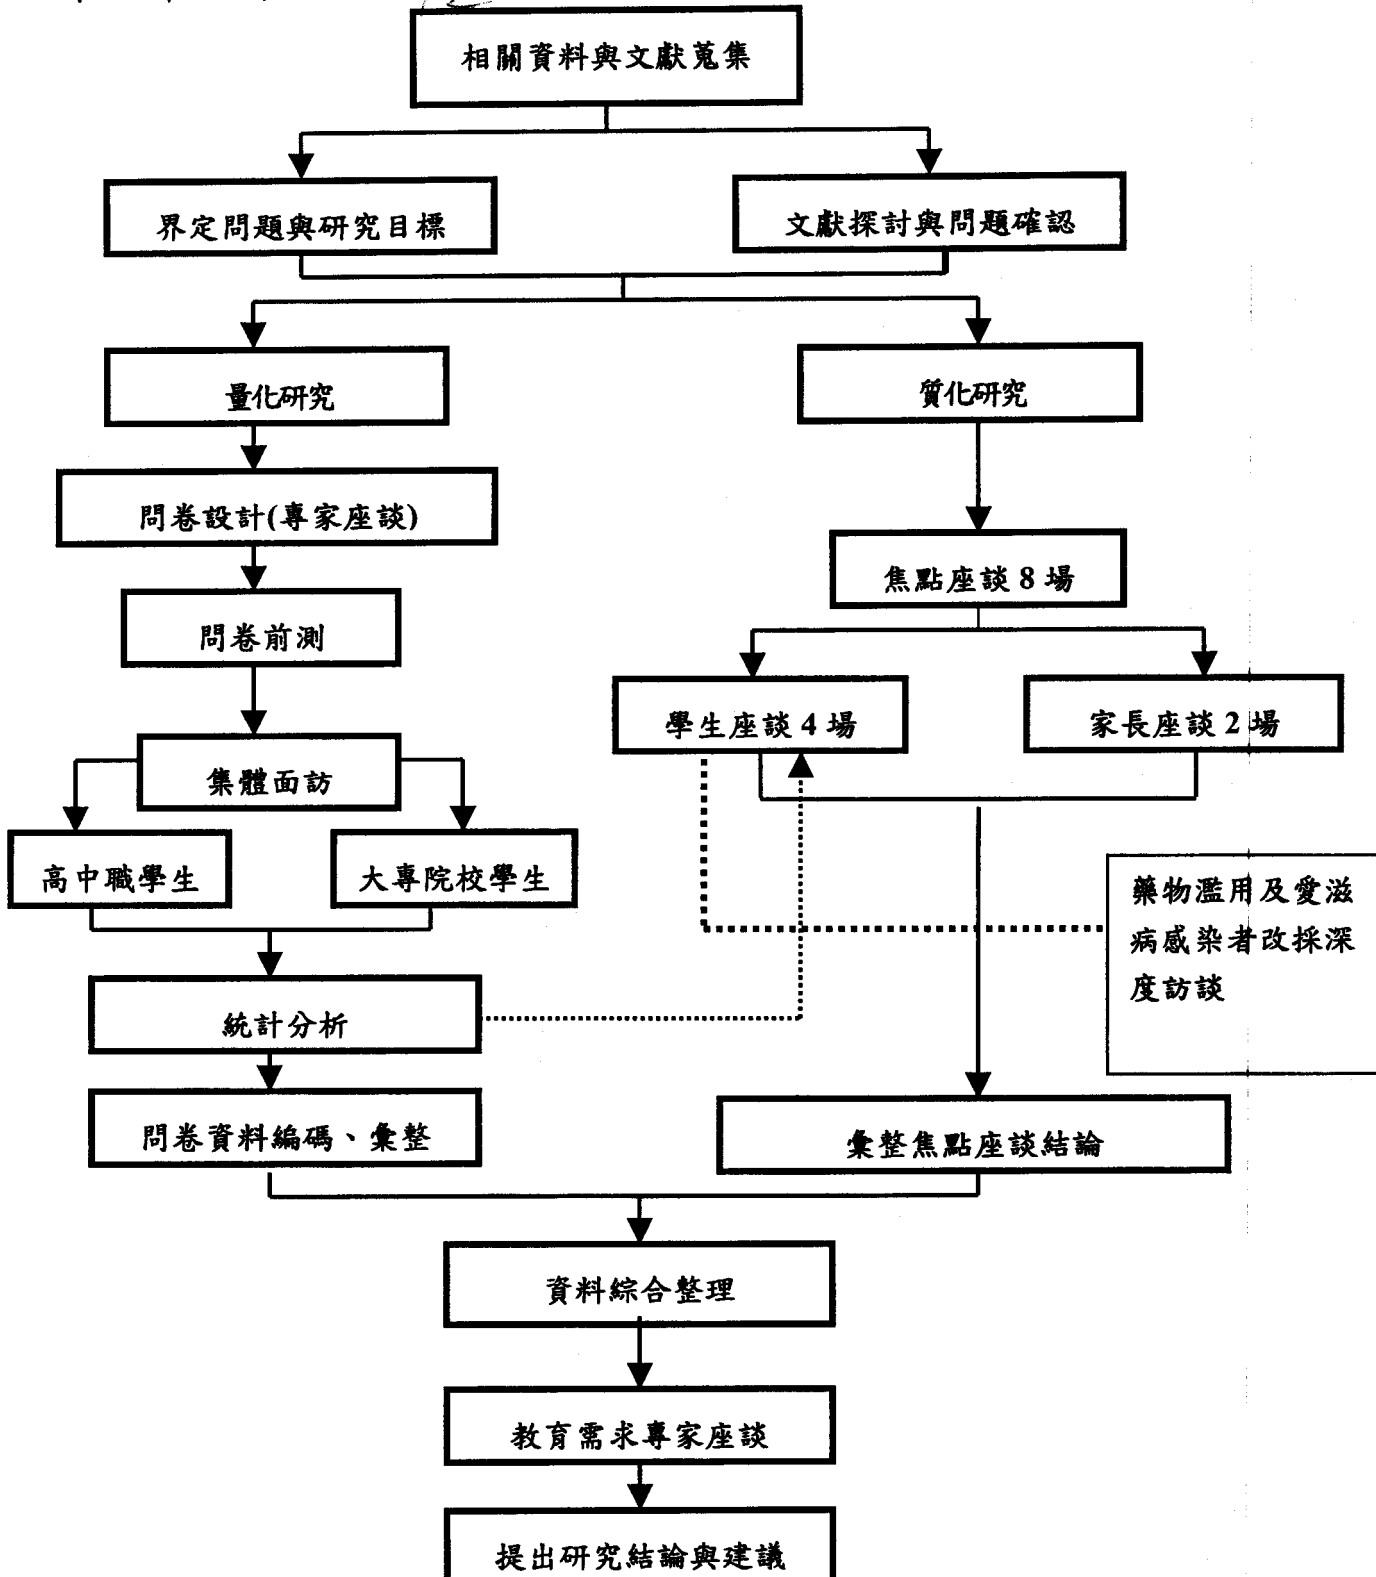 相關資料與文獻蒐集
界定問題與研究目標
文獻探討與問題確認
量化研究
質化研究
問卷設計(專家座談)
焦點座談 8 場
問卷前測
學生座談 4 場
家長座談 2 場
集體面訪
高中職學生
大專院校學生
藥物濫用及愛滋
病感染者改採深
度訪談
統計分析
問卷資料編碼、彙整
彙整焦點座談結論
資料綜合整理
教育需求專家座談
提出研究結論與建議